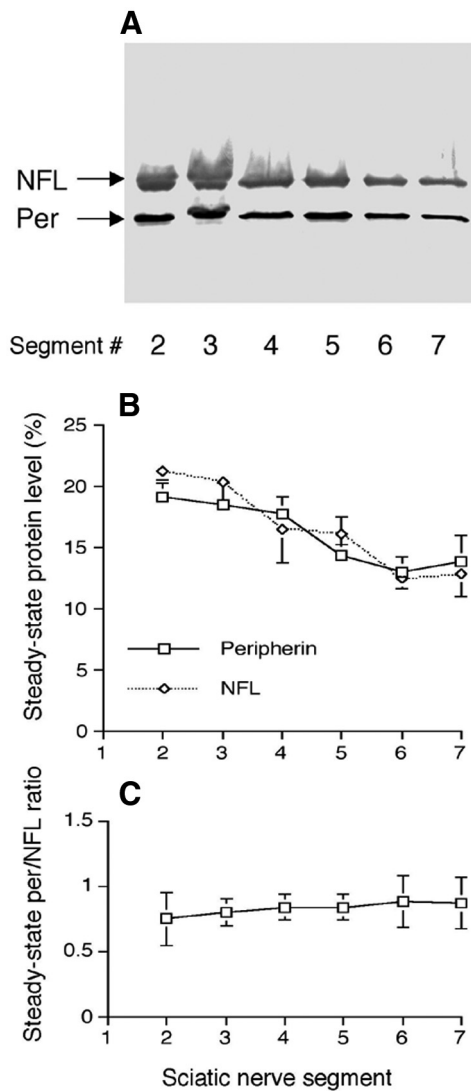 A
NFL
Per
Segment # 2 3 4 5 6 7
B
Steady-state protein level (%)
25
20
15
10
5
0
Peripherin
NFL
1 2 3 4 5 6 7
C
Steady-state per/NFL ratio
1.5
1
0.5
0
1 2 3 4 5 6 7
Sciatic nerve segment